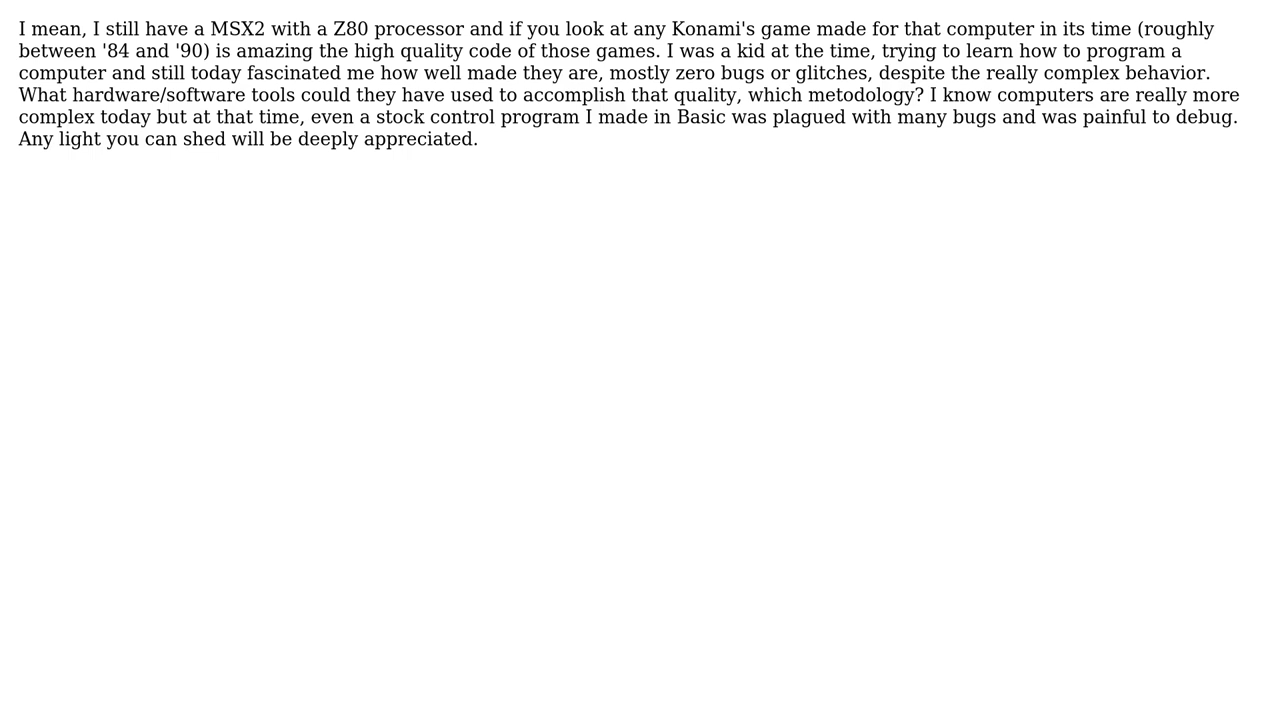 I mean, I still have a MSX2 with a Z80 processor and if you look at any Konami's game made for that computer in its time (roughly
between '84 and '90) is amazing the high quality code of those games. I was a kid at the time, trying to learn how to program a
computer and still today fascinated me how well made they are, mostly zero bugs or glitches, despite the really complex behavior.
What hardware/software tools could they have used to accomplish that quality, which metodology? I know computers are really more
complex today but at that time, even a stock control program I made in Basic was plagued with many bugs and was painful to debug.
Any light you can shed will be deeply appreciated.